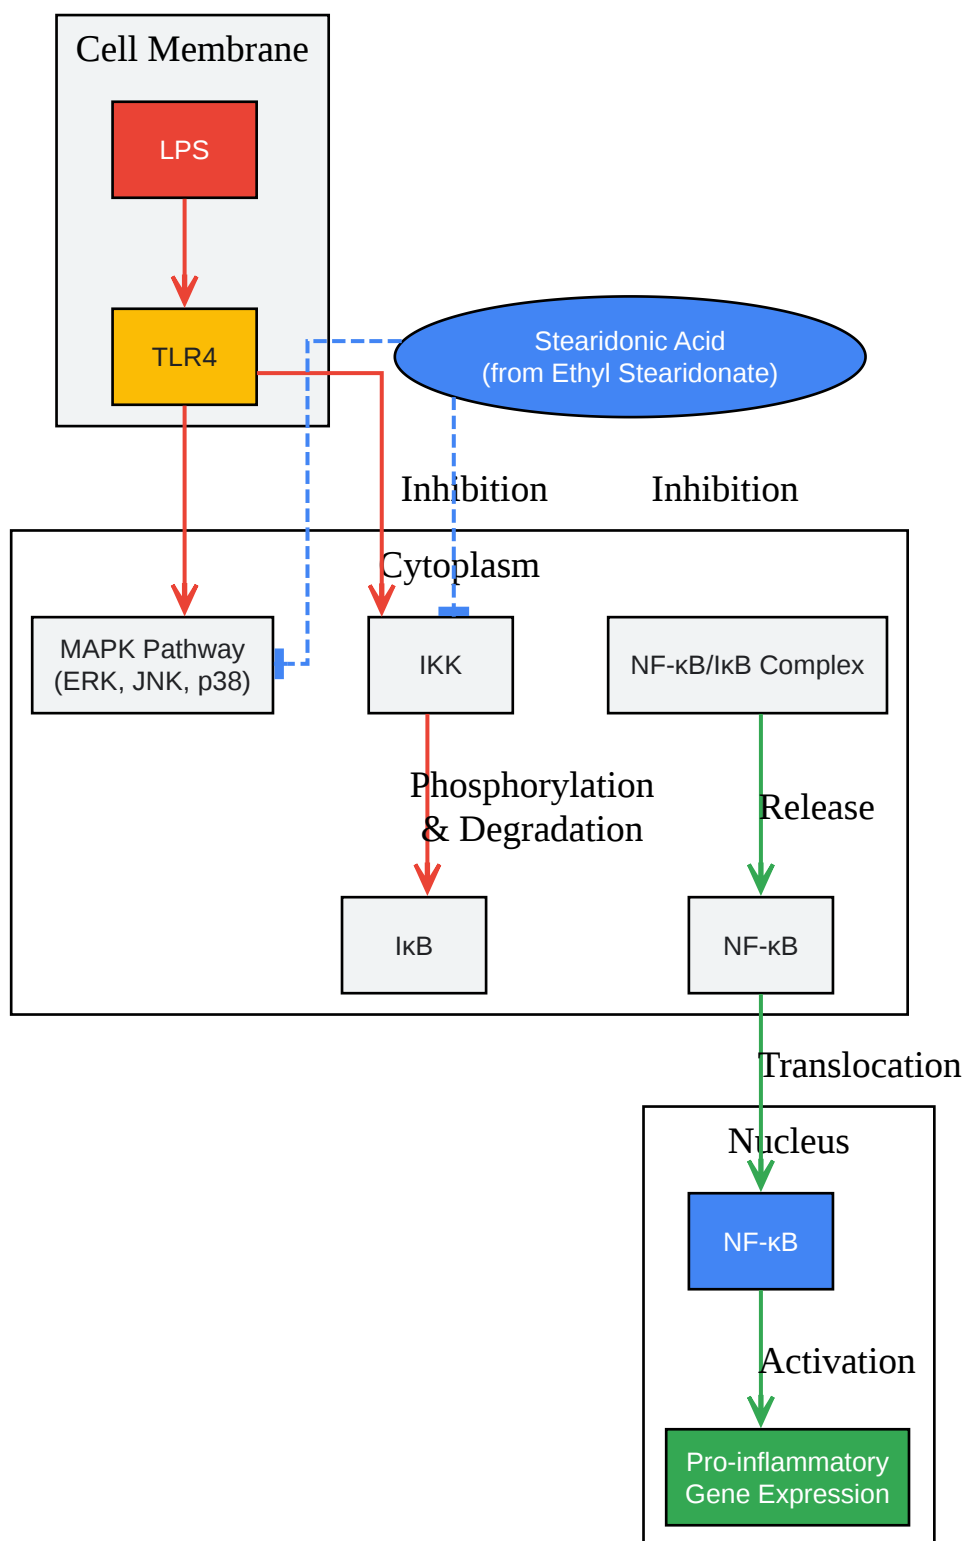 Cell Membrane
LPS
TLR4
Stearidonic Acid
(from Ethyl Stearidonate)
Inhibition
Inhibition
Cytoplasm
MAPK Pathway
(ERK, JNK, p38)
IKK
NF-κB/IκB Complex
Phosphorylation
& Degradation
Release
IκB
NF-κB
Translocation
Nucleus
NF-κB
Activation
Pro-inflammatory
Gene Expression